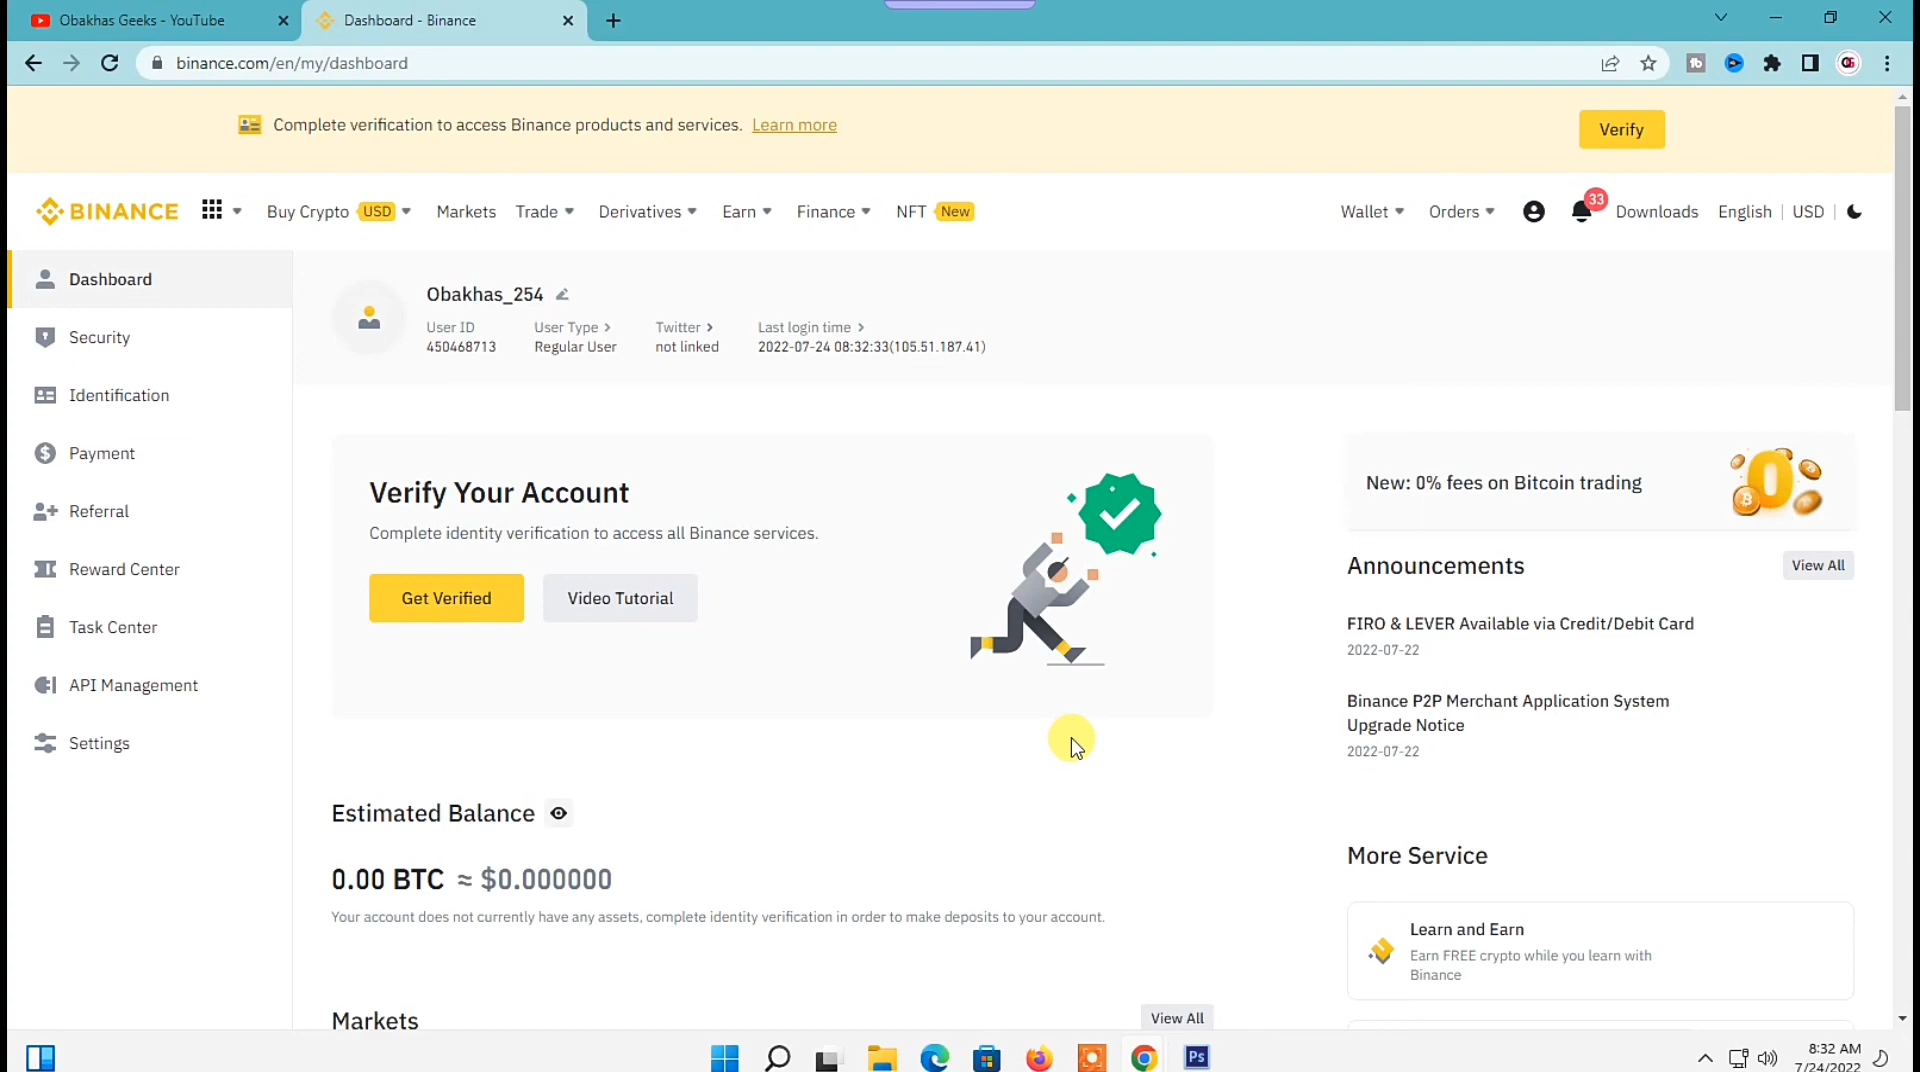 Obakhas Geeks - YouTube
Dashboard - Binance
binance.com/en/my/dashboard
Complete verification to access Binance products and services. Learn more
Verify
BINANCE
Buy Crypto USD
Markets
Trade
Derivatives
Earn
Finance
NFT New
Wallet
Orders
33
Downloads
English
USD
Dashboard
Security
Identification
Payment
Referral
Reward Center
Task Center
API Management
Settings
Obakhas_254
User ID
450468713
User Type
Regular User
Twitter
not linked
Last login time
2022-07-24 08:32:33(105.51.187.41)
Verify Your Account
Complete identity verification to access all Binance services.
Get Verified
Video Tutorial
Estimated Balance
0.00 BTC ≈ $0.000000
Your account does not currently have any assets, complete identity verification in order to make deposits to your account.
Markets
View All
New: 0% fees on Bitcoin trading
0
Announcements
View All
FIRO & LEVER Available via Credit/Debit Card
2022-07-22
Binance P2P Merchant Application System
Upgrade Notice
2022-07-22
More Service
Learn and Earn
Earn FREE crypto while you learn with
Binance
Ps
8:32 AM
7/24/2022